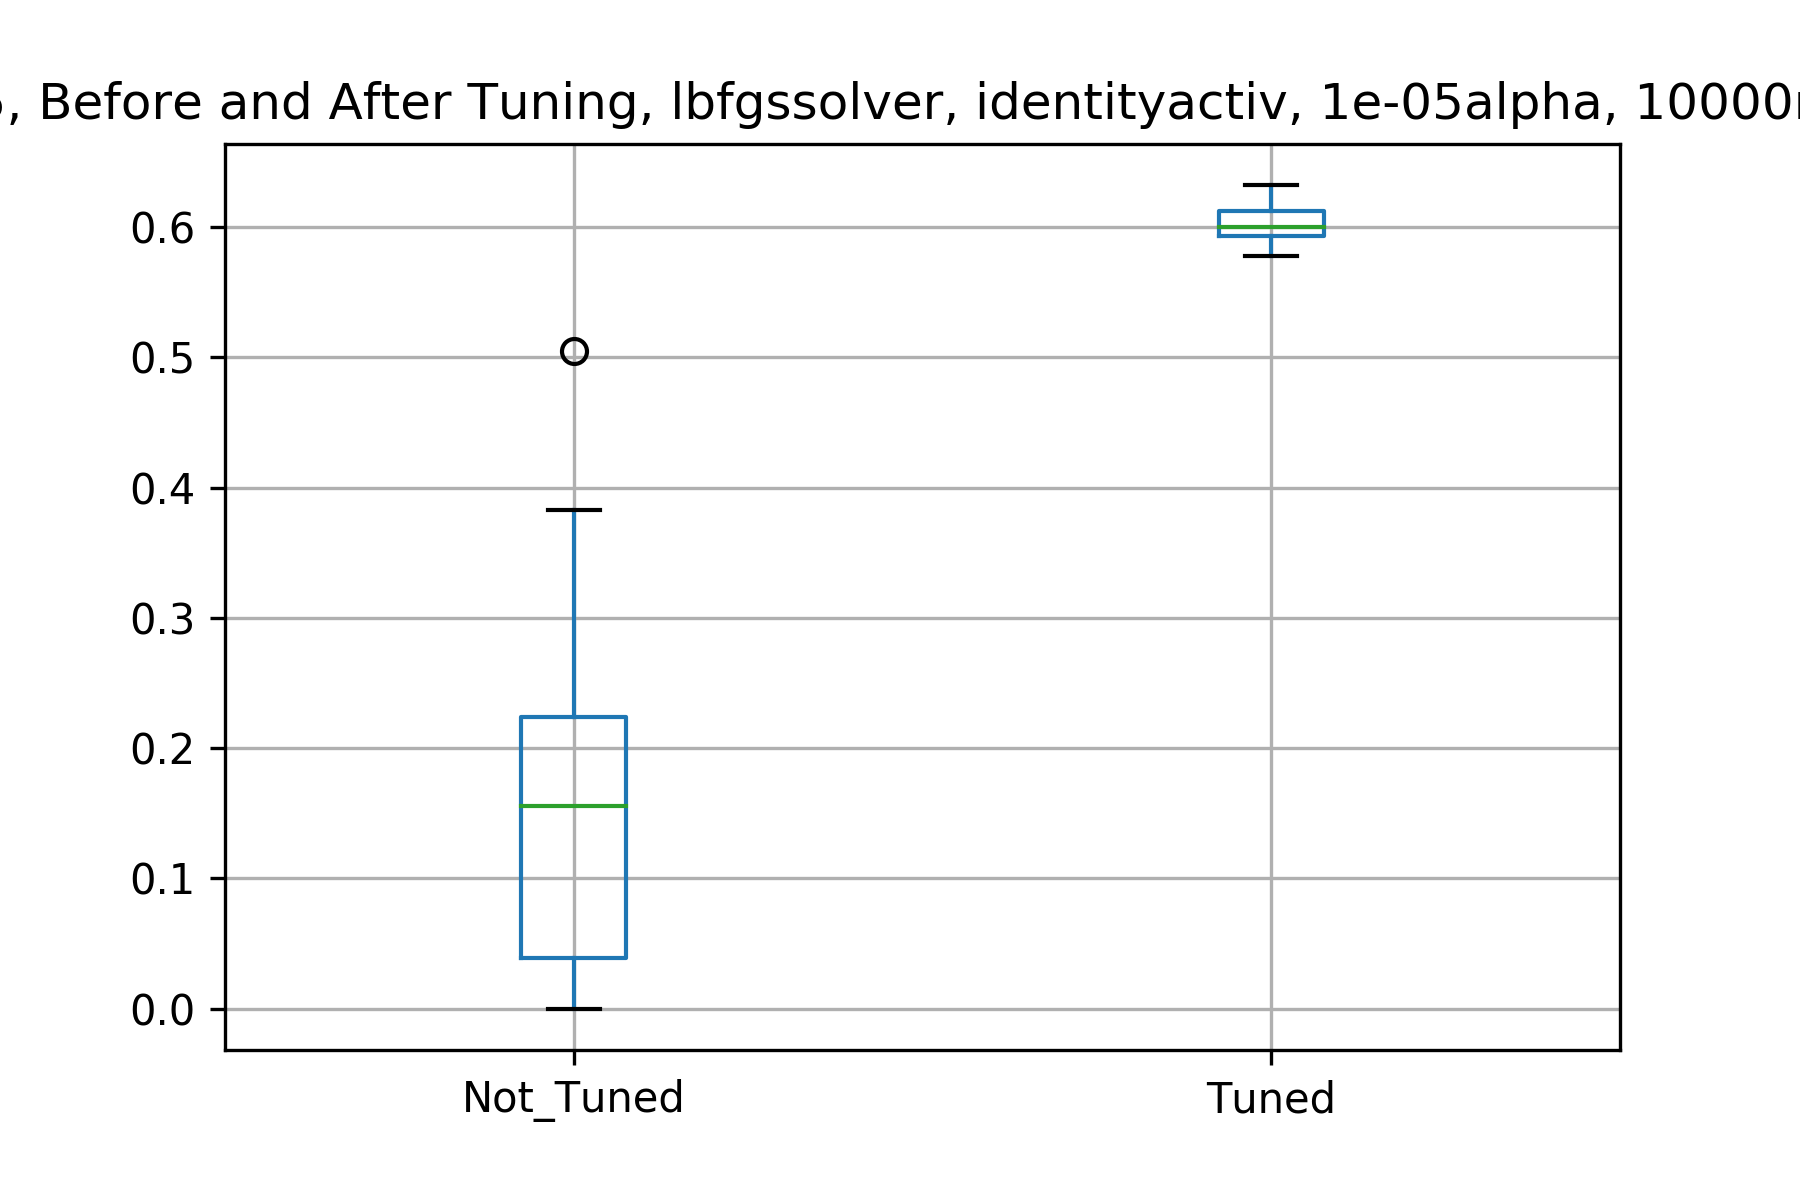 , Before and After Tuning, lbfgssolver, identityactiv, 1e-05alpha, 10000
0.6
0.5
0.4
0.3
0.2
0.1
0.0
Not_Tuned
Tuned